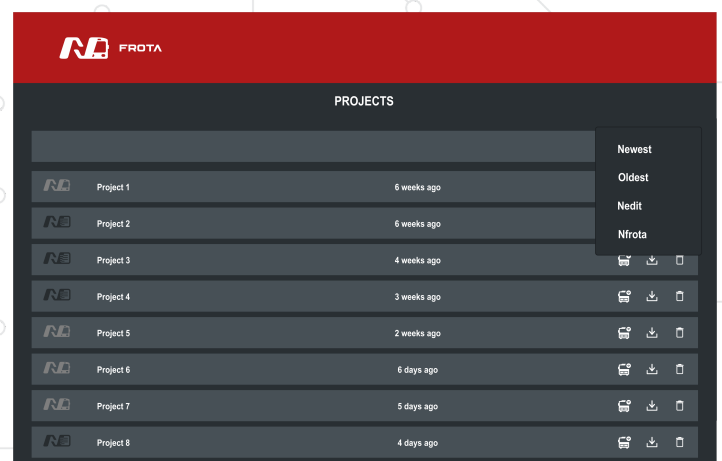 FROTA
PROJECTS
Newest
Oldest
Nedit
Nfrota
Project 1 6 weeks ago
Project 2 6 weeks ago
Project 3 4 weeks ago
Project 4 3 weeks ago
Project 5 2 weeks ago
Project 6 6 days ago
Project 7 5 days ago
Project 8 4 days ago